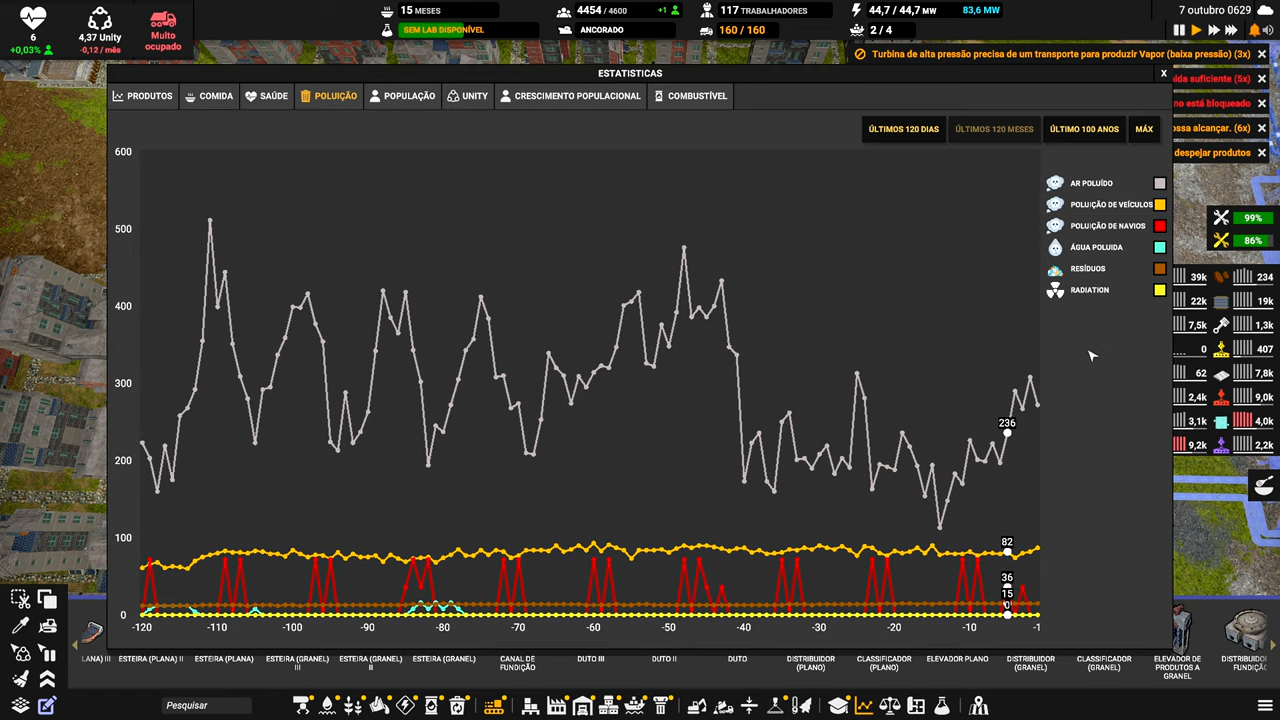 6
+0,03%
4,37 Unity
-0,12 / mês
Muito
ocupado
15 MESES
SEM LAB DISPONÍVEL
4454 / 4600
+1
ANCORADO
117 TRABALHADORES
160 / 160
44,7 / 44,7 MW
83,6 MW
2 / 4
7 outubro 0629
Turbina de alta pressão precisa de um transporte para produzir Vapor (baixa pressão) (3x)
ida suficiente (5x)
no está bloqueado
ossa alcançar. (6x)
despejar produtos
ESTATISTICAS
X
PRODUTOS
COMIDA
SAÚDE
POLUIÇÃO
POPULAÇÃO
UNITY
CRESCIMENTO POPULACIONAL
COMBUSTÍVEL
ÚLTIMOS 120 DIAS
ÚLTIMOS 120 MESES
ÚLTIMO 100 ANOS
MÁX
600
500
400
300
200
100
0
AR POLUÍDO
POLUIÇÃO DE VEÍCULOS
POLUIÇÃO DE NAVIOS
ÁGUA POLUIDA
RESÍDUOS
RADIATION
236
82
36
15
0
-120
-110
-100
-90
-80
-70
-60
-50
-40
-30
-20
-10
-1
99%
86%
39k
234
22k
19k
7,5k
1,3k
0
407
62
7,8k
2,4k
9,0k
3,1k
4,0k
9,2k
2,2k
LANA) III
ESTEIRA (PLANA) II
ESTEIRA (PLANA)
ESTEIRA (GRANEL)
III
ESTEIRA (GRANEL)
II
ESTEIRA (GRANEL)
CANAL DE
FUNDIÇÃO
DUTO III
DUTO II
DUTO
DISTRIBUIDOR
(PLANO)
CLASSIFICADOR
(PLANO)
ELEVADOR PLANO
DISTRIBUIDOR
(GRANEL)
CLASSIFICADOR
(GRANEL)
ELEVADOR DE
PRODUTOS A
GRANEL
DISTRIBUID
FUNDIÇÃ
Pesquisar